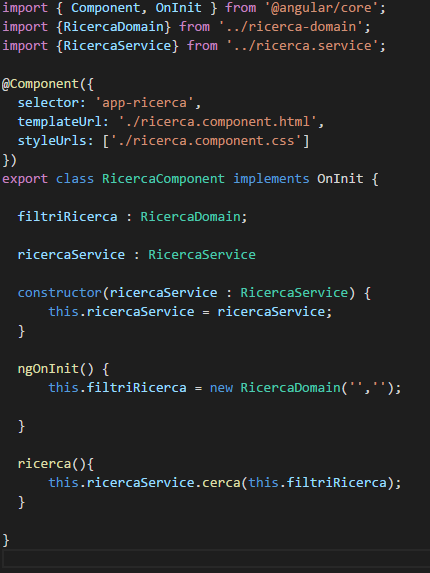 import { Component, OnInit } from '@angular/core';
import {RicercaDomain} from '../ricerca-domain';
import {RicercaService} from '../ricerca.service';
@Component({
selector: 'app-ricerca',
templateUrl: './ricerca.component.html',
styleUrls: ['./ricerca.component.css']
})
export class RicercaComponent implements OnInit {
filtriRicerca : RicercaDomain;
ricercaService : RicercaService
constructor(ricercaService : RicercaService) {
this.ricercaService = ricercaService;
}
ngOnInit() {
this.filtriRicerca = new RicercaDomain('','');
}
ricerca(){
this.ricercaService.cerca(this.filtriRicerca);
}
}